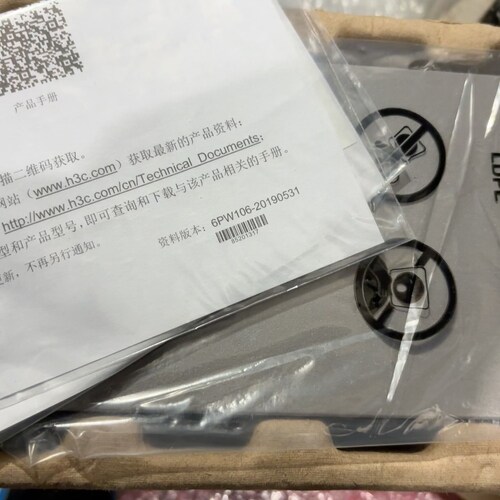 产品手册
描二维码获取。
网站（www.h3c.com）获取最新的产品资料：
http://www.h3c.com/cn/Technical_Documents；
型和产品型号，即可查询和下载与该产品相关的手册。
更新，不再另行通知。
资料版本：6PW106-20190531
LDPE